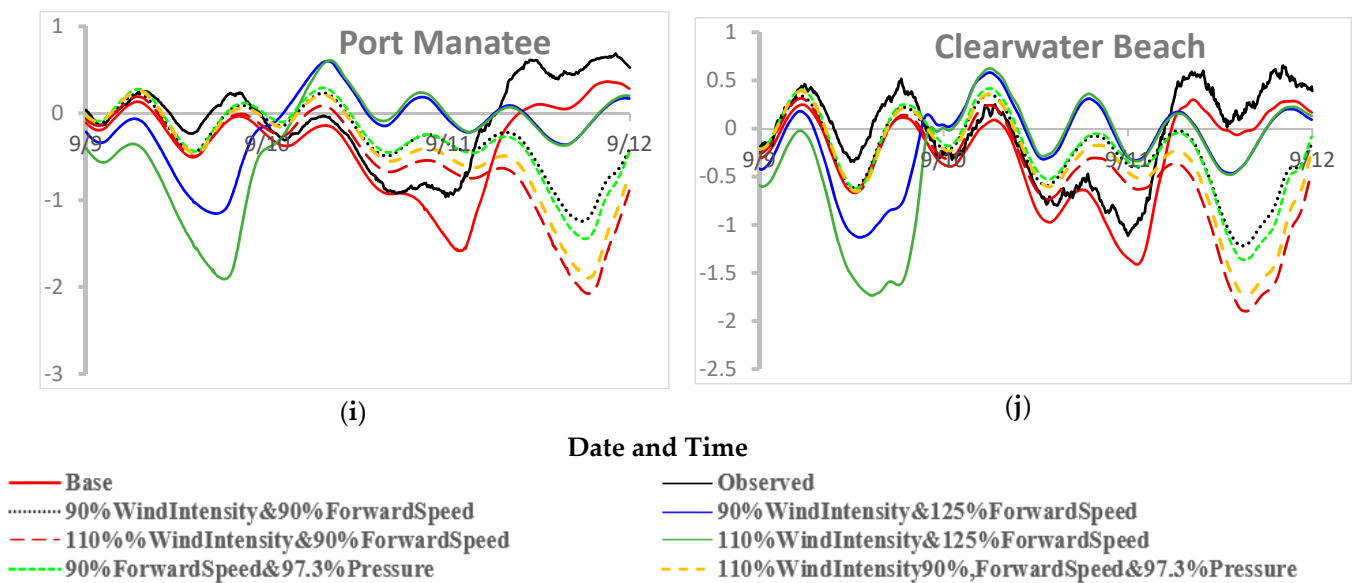 Port Manatee
1
0
-1
-2
-3
9/9
9/10
9/11
9/12
(i)
Clearwater Beach
1
0.5
0
-0.5
-1
-1.5
-2
-2.5
9/9
9/10
9/11
9/12
(j)
Date and Time
Base
Observed
90%WindIntensity&90%ForwardSpeed
90%WindIntensity&125%ForwardSpeed
110%%WindIntensity&90%ForwardSpeed
110%WindIntensity&125%ForwardSpeed
90%ForwardSpeed&97.3%Pressure
110%WindIntensity90%,ForwardSpeed&97.3%Pressure